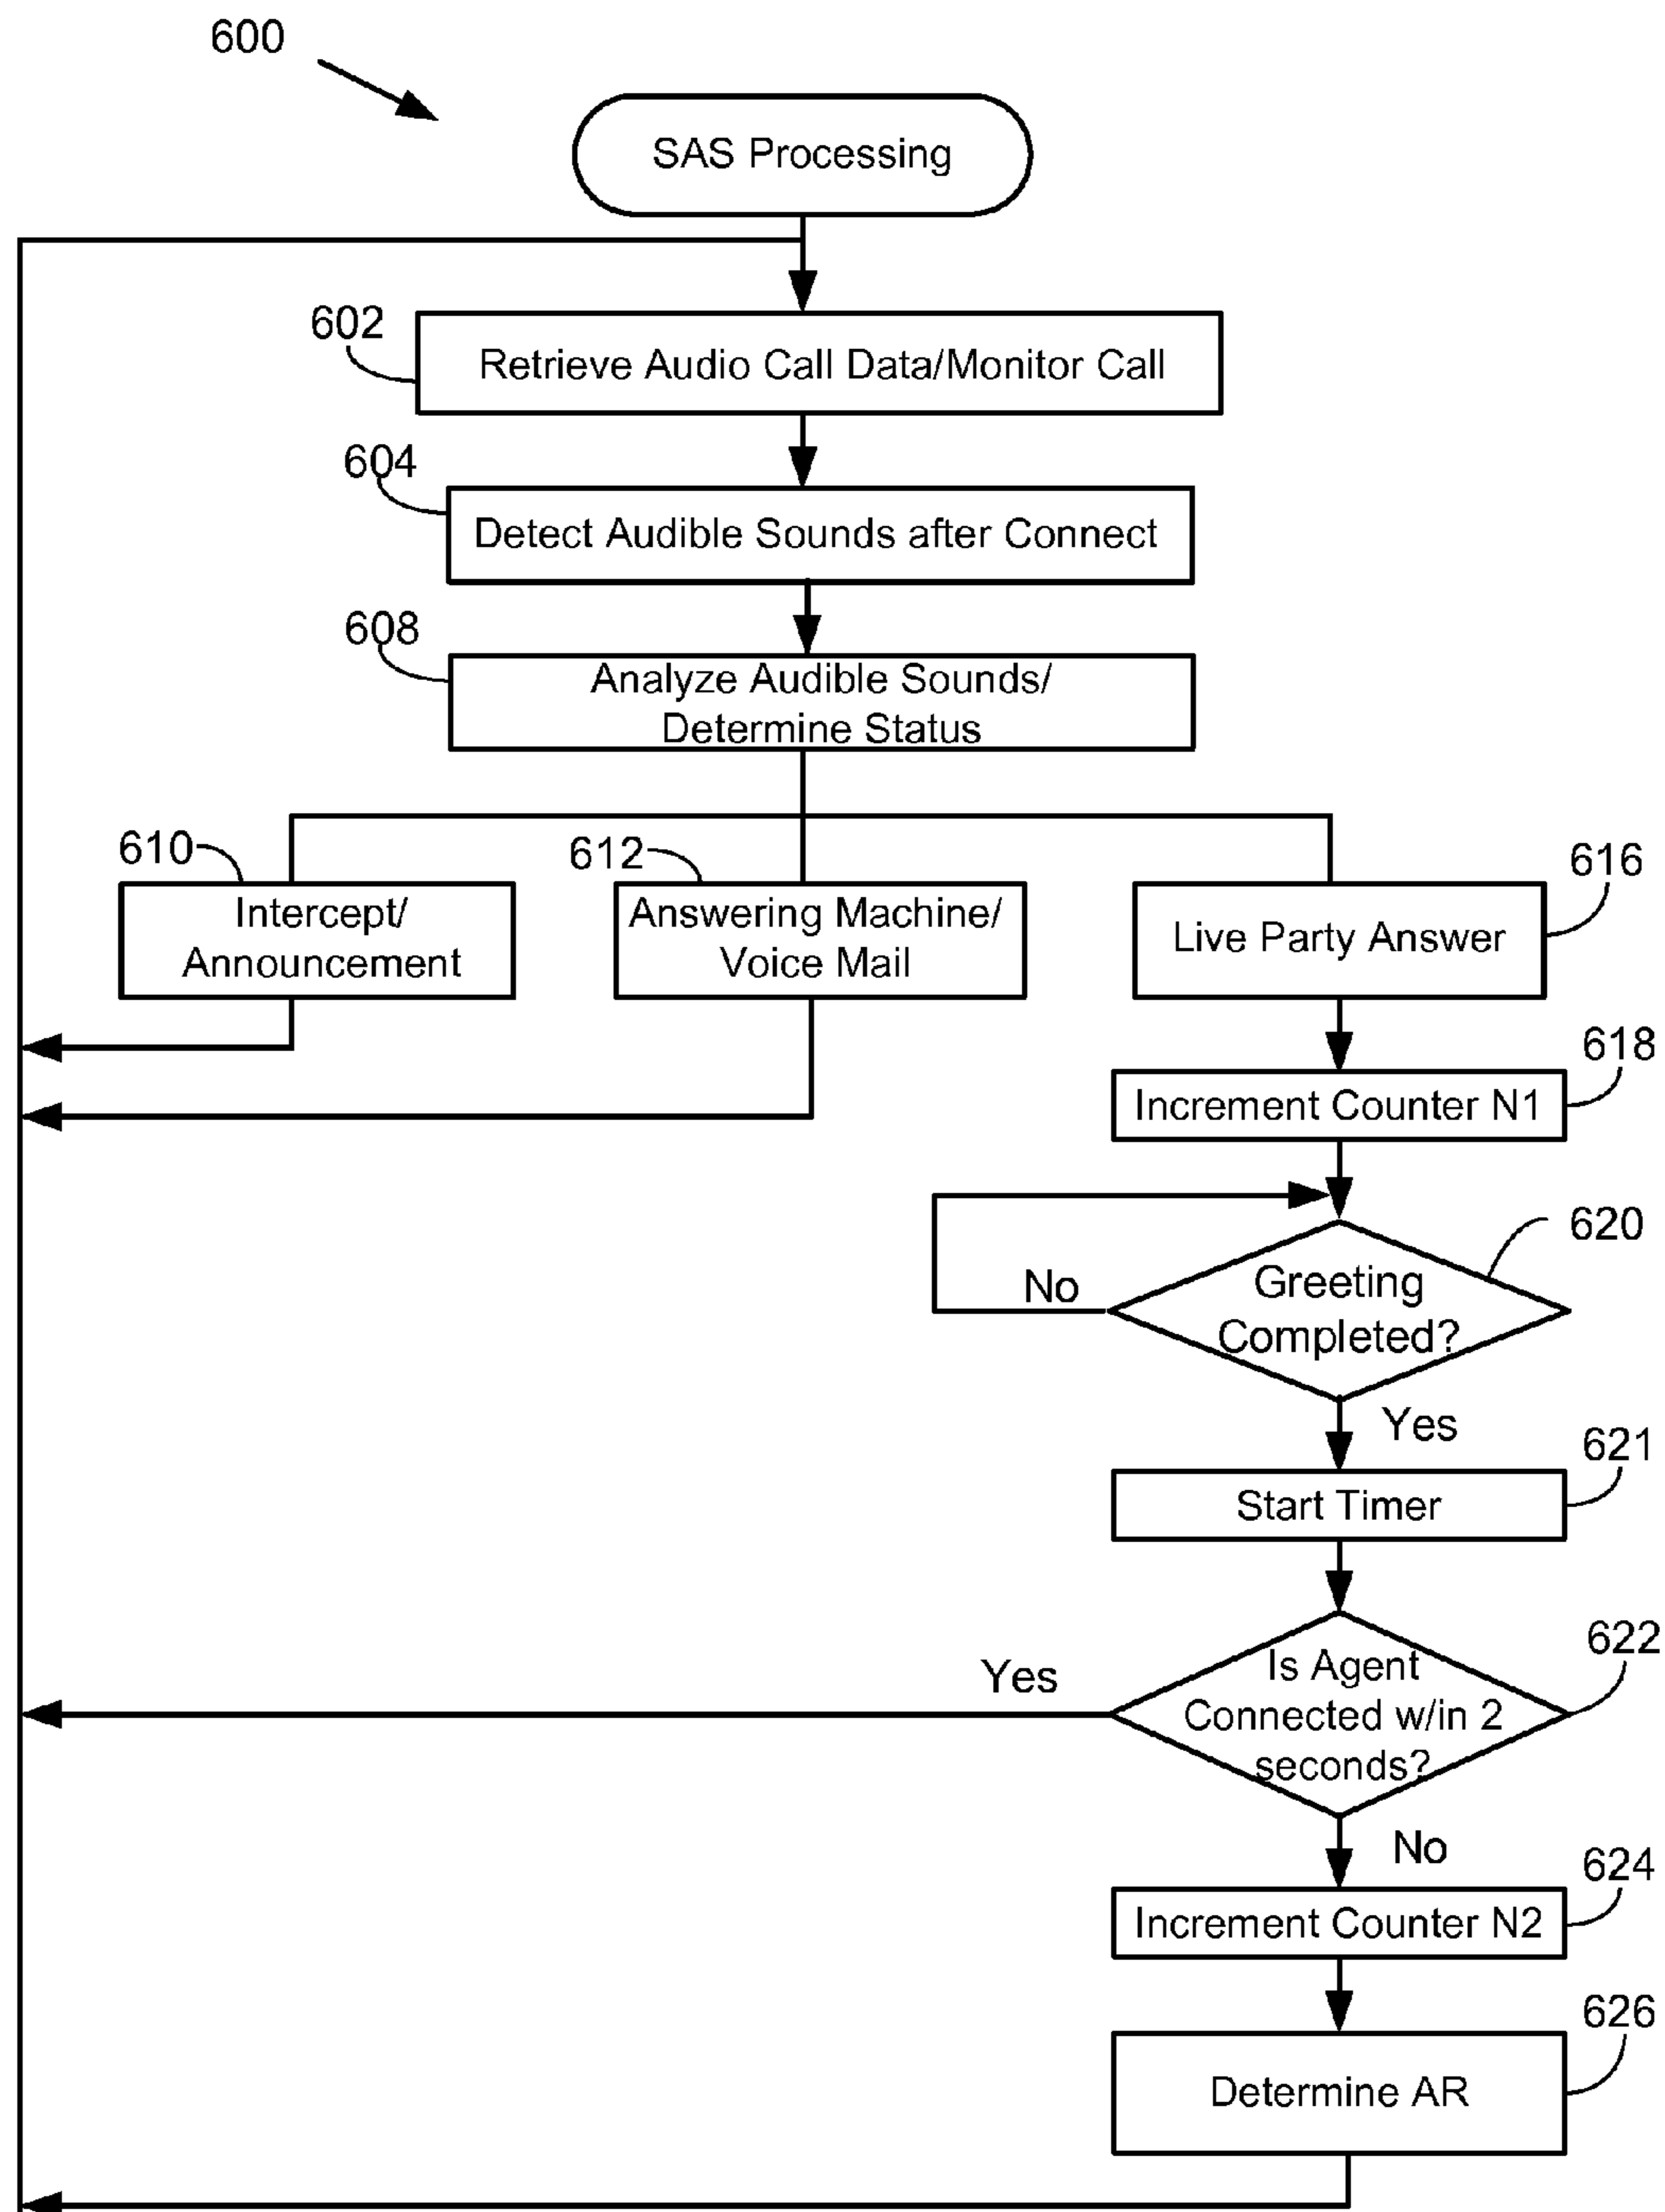 600
SAS Processing
602
Retrieve Audio Call Data/Monitor Call
604
Detect Audible Sounds after Connect
608
Analyze Audible Sounds/
Determine Status
610
Intercept/
Announcement
612
Answering Machine/
Voice Mail
616
Live Party Answer
618
Increment Counter N1
620
Greeting
Completed?
No
Yes
621
Start Timer
622
Is Agent
Connected w/in 2
seconds?
Yes
No
624
Increment Counter N2
626
Determine AR